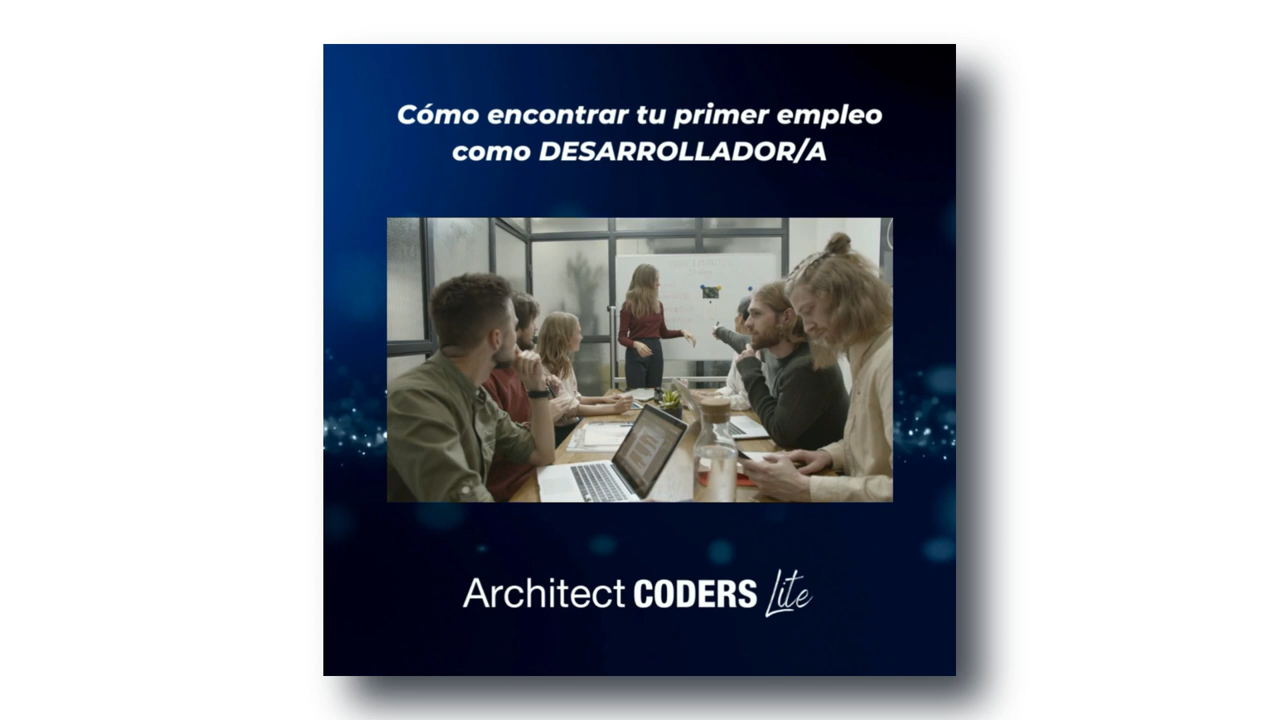 Cómo encontrar tu primer empleo
como DESARROLLADOR/A
Architect CODERS Lite